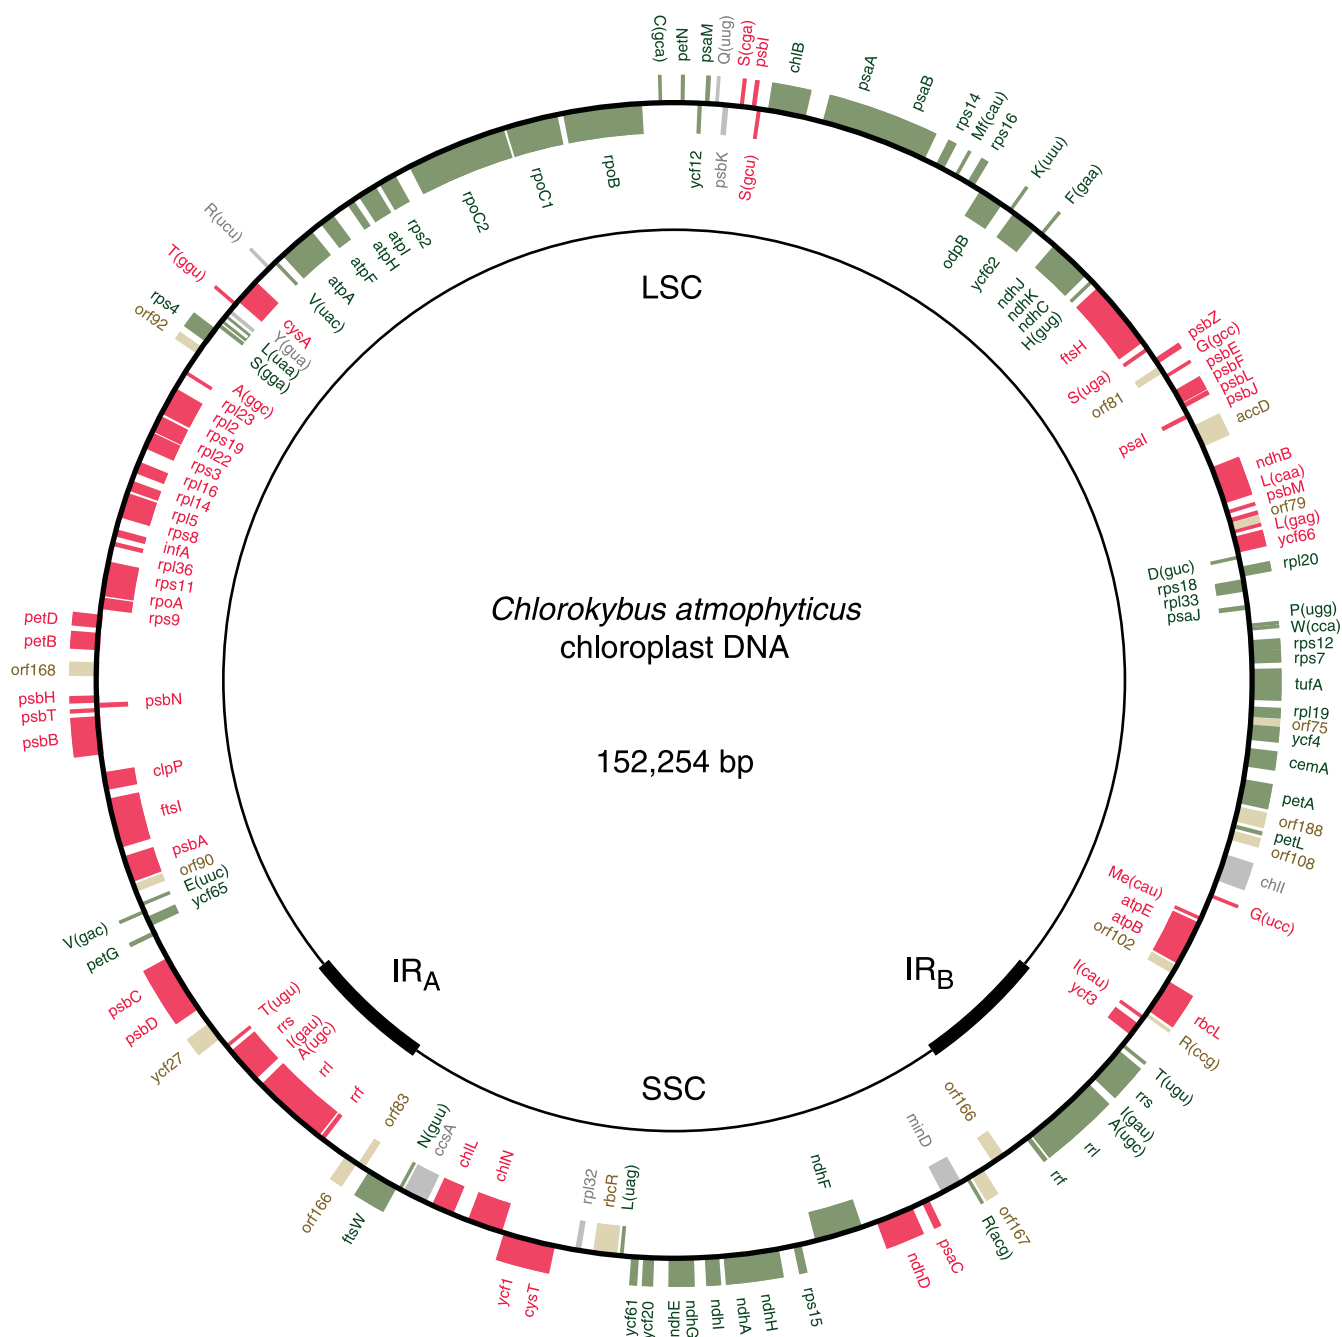 C(gca)
petN
psaM
Q(uug)
S(cga)
psbI
chlB
psaA
psaB
rps14
Mf(cau)
rps16
K(uuu)
F(gaa)
ycf12
psbK
S(gcu)
rpoB
rpoC1
rpoC2
rps2
atpI
atpH
atpF
atpA
V(uac)
R(ucu)
T(ggu)
cysA
Y(gua)
L(uaa)
S(gga)
rps4
orf92
odpB
ycf62
ndhJ
ndhK
ndhC
H(gug)
ftsH
S(uga)
orf81
psaI
psbZ
G(gcc)
psbE
psbF
psbL
psbJ
accD
ndhB
L(caa)
psbM
orf79
L(gag)
ycf66
rpl20
D(guc)
rps18
rpl33
psaJ
P(ugg)
W(cca)
rps12
rps7
tufA
rpl19
orf75
ycf4
cemA
petA
orf188
petL
orf108
chlI
G(ucc)
Me(cau)
atpE
atpB
orf102
I(cau)
ycf3
rbcL
R(ccg)
T(ugu)
rrs
I(gau)
A(ugc)
rrl
rrf
A(ggc)
rpl23
rpl2
rps19
rpl22
rps3
rpl16
rpl14
rpl5
rps8
infA
rpl36
rps11
rpoA
rps9
petD
petB
orf168
psbH
psbT
psbB
psbN
clpP
ftsI
psbA
orf90
E(uuc)
ycf65
V(gac)
petG
psbC
psbD
ycf27
T(ugu)
rrs
I(gau)
A(ugc)
rrl
rrf
orf83
orf166
ftsW
N(guu)
ccsA
chlL
chlN
ycf1
cysT
rpl32
rbcR
L(uag)
ycf61
ycf20
ndhE
ndhG
ndhI
ndhA
ndhH
rps15
ndhF
ndhD
psaC
minD
orf166
orf167
R(acg)
LSC
Chlorokybus atmophyticus
chloroplast DNA
152,254 bp
IRA
IRB
SSC